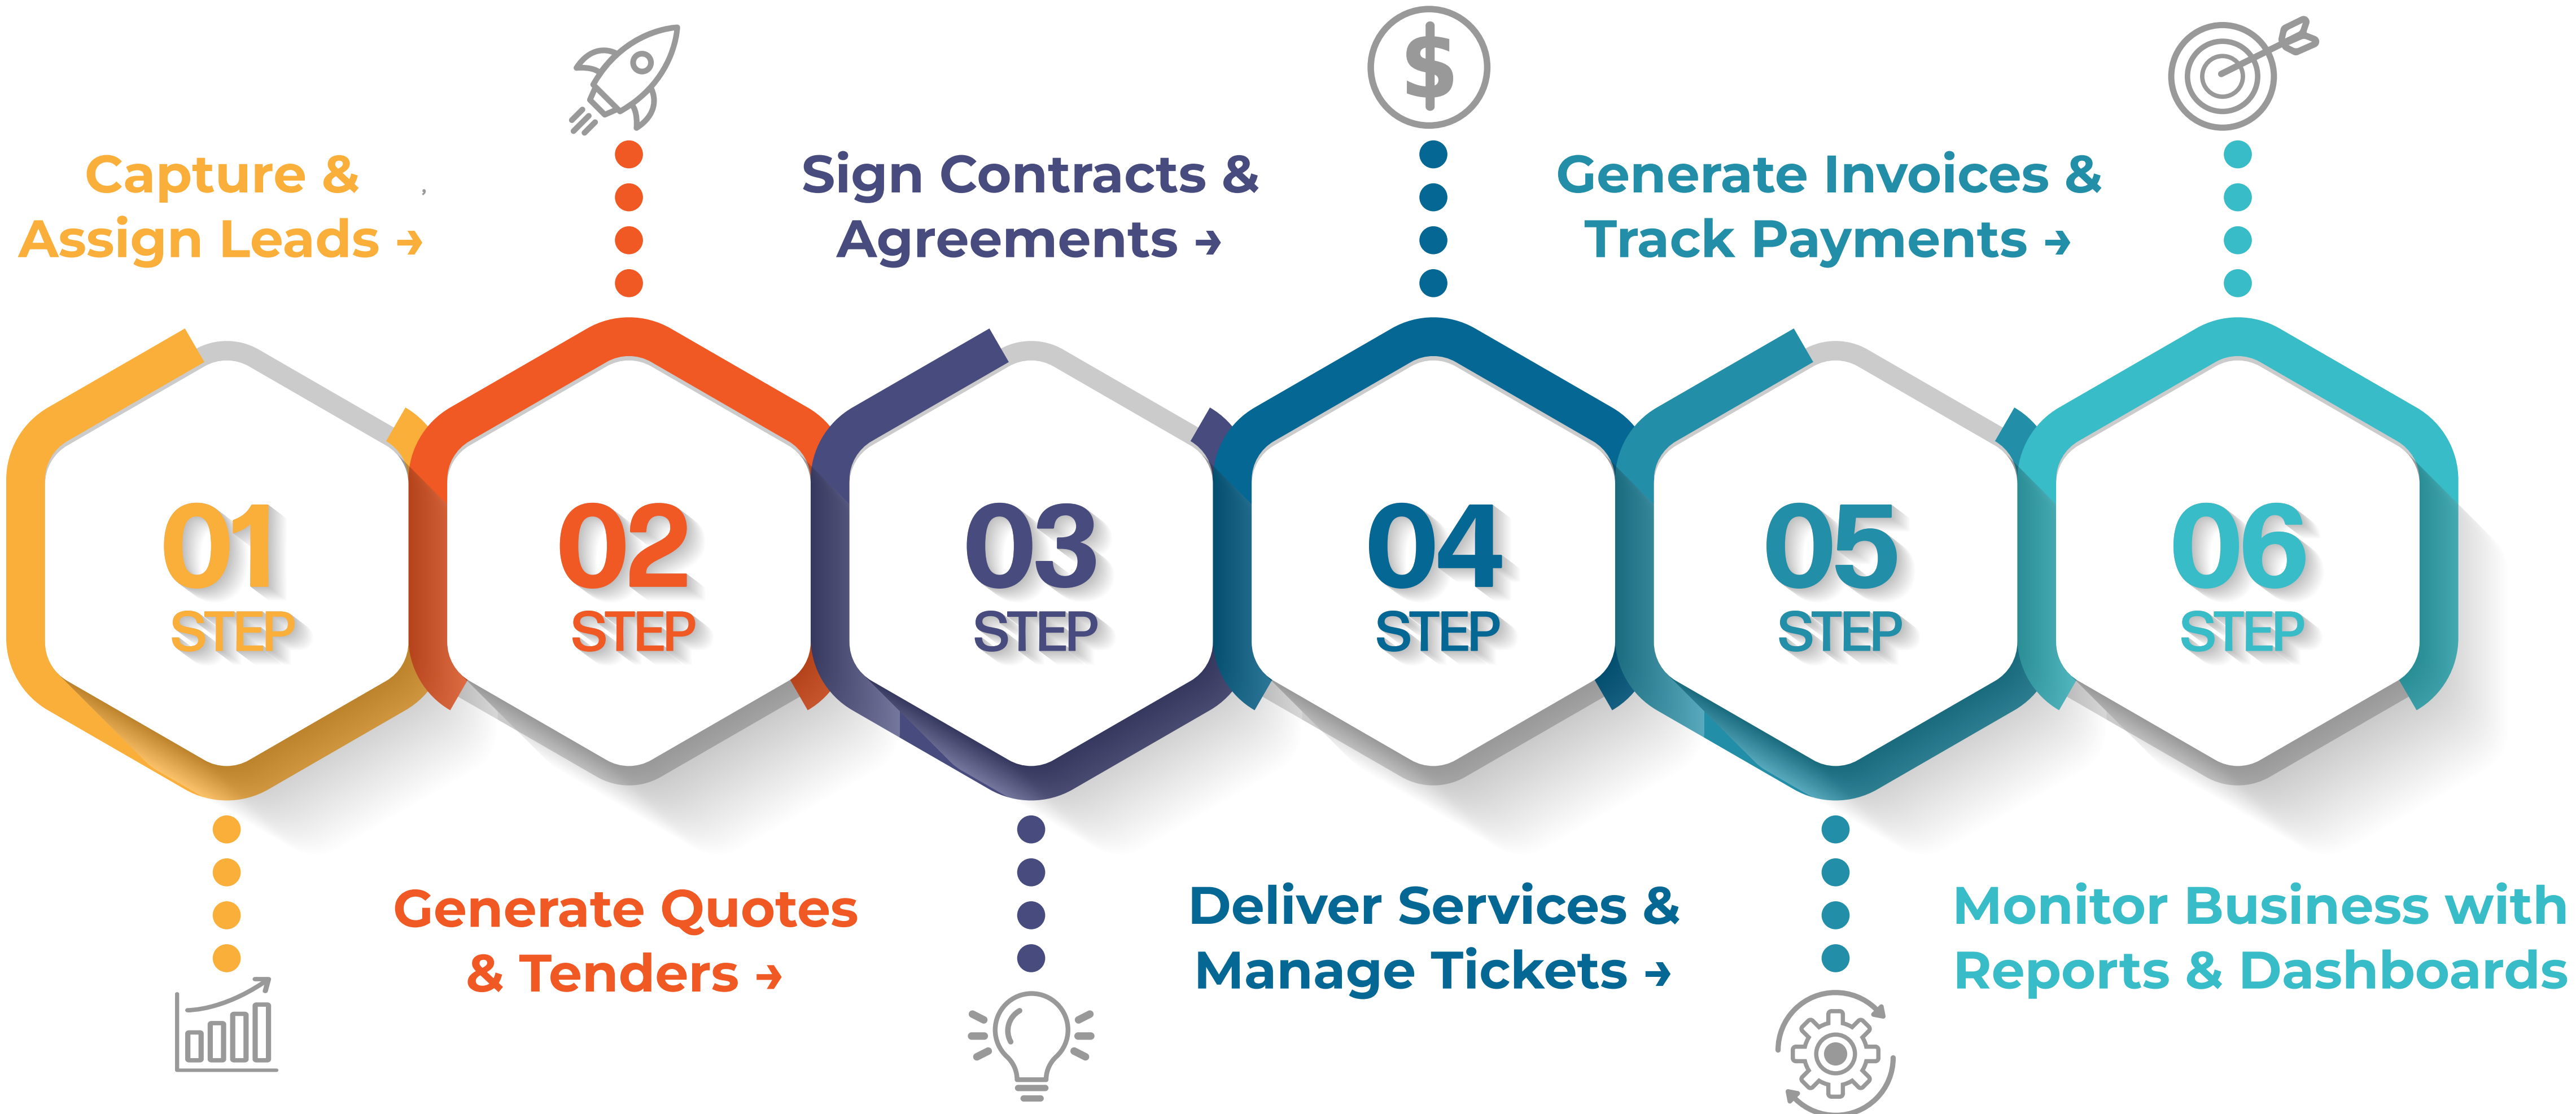 Capture &
Assign Leads →
,
01
STEP
Generate Quotes
& Tenders →
02
STEP
Sign Contracts &
Agreements →
03
STEP
$
Deliver Services &
Manage Tickets →
04
STEP
Generate Invoices &
Track Payments →
05
STEP
Monitor Business with
Reports & Dashboards
06
STEP